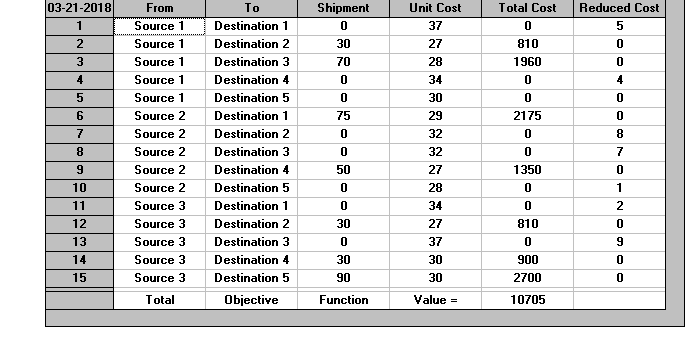 03-21-2018 From To Shipment Unit Cost Total Cost Reduced Cost
1 Source 1 Destination 1 0 37 0 5
2 Source 1 Destination 2 30 27 810 0
3 Source 1 Destination 3 70 28 1960 0
4 Source 1 Destination 4 0 34 0 4
5 Source 1 Destination 5 0 30 0 0
6 Source 2 Destination 1 75 29 2175 0
7 Source 2 Destination 2 0 32 0 8
8 Source 2 Destination 3 0 32 0 7
9 Source 2 Destination 4 50 27 1350 0
10 Source 2 Destination 5 0 28 0 1
11 Source 3 Destination 1 0 34 0 2
12 Source 3 Destination 2 30 27 810 0
13 Source 3 Destination 3 0 37 0 9
14 Source 3 Destination 4 30 30 900 0
15 Source 3 Destination 5 90 30 2700 0
Total Objective Function Value = 10705